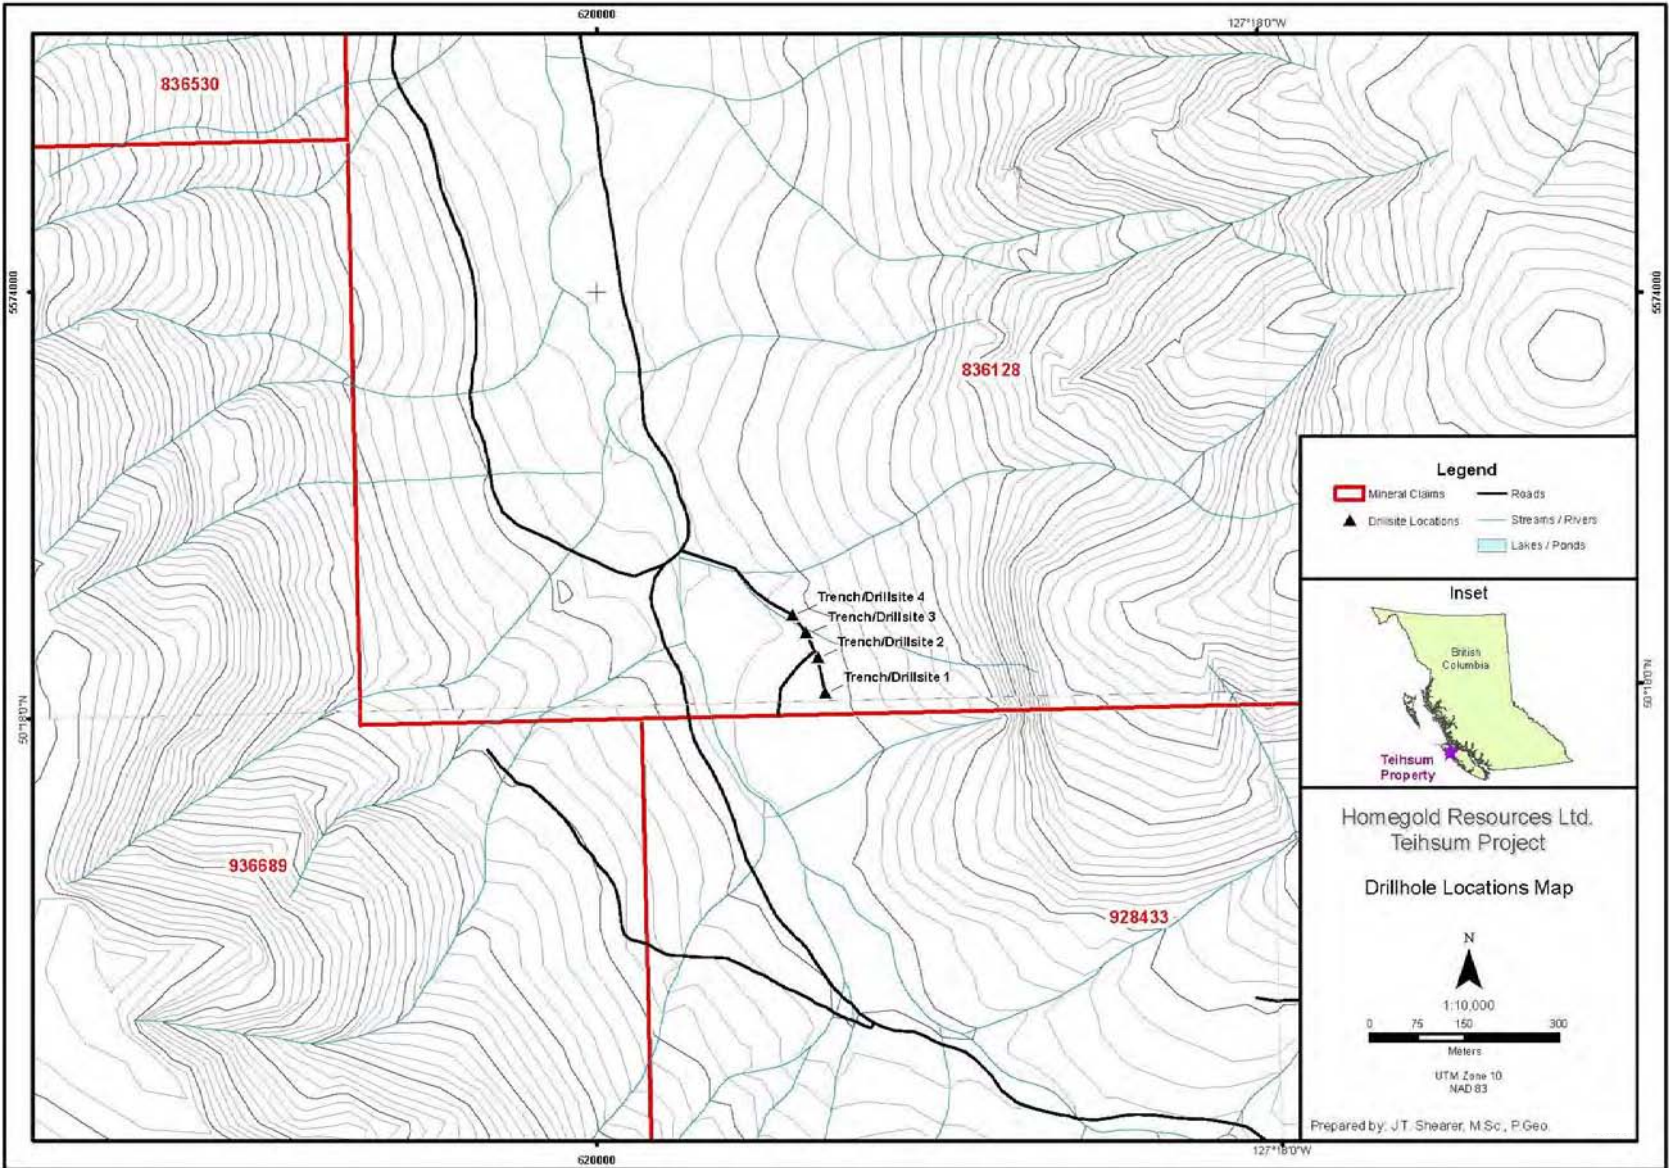 620000
127°18'0"W
836530
5574000
5574000
836128
Legend
Mineral Claims
Roads
Drillsite Locations
Streams / Rivers
Lakes / Ponds
Trench/Drillsite 4
Trench/Drillsite 3
Trench/Drillsite 2
Trench/Drillsite 1
Inset
British
Columbia
Teihsum
Property
50°18'0"N
50°18'0"N
936689
928433
Homegold Resources Ltd.
Teihsum Project
Drillhole Locations Map
N
1:10,000
0 75 150 300
Meters
UTM Zone 10
NAD 83
Prepared by: J.T. Shearer, M.Sc., P.Geo.
620000
127°18'0"W